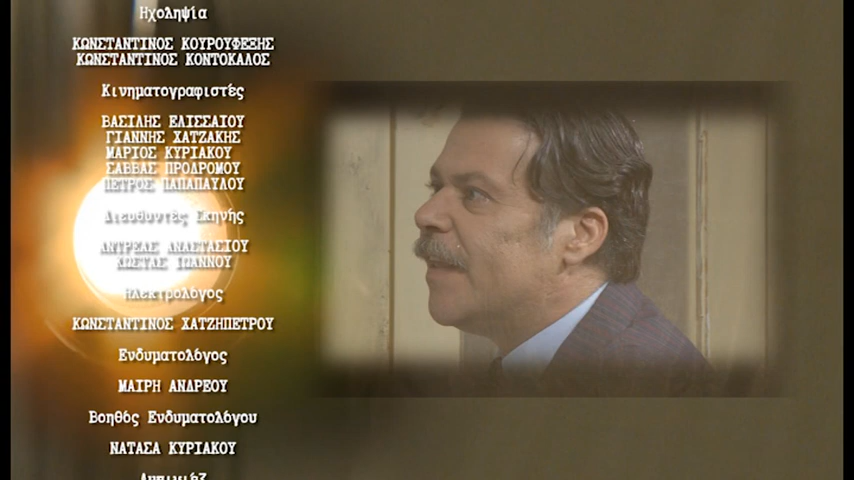 Ηχοληψία
ΚΩΝΣΤΑΝΤΙΝΟΣ ΚΟΥΡΟΥΦΕΞΗΣ
ΚΩΝΣΤΑΝΤΙΝΟΣ ΚΟΝΤΟΚΑΛΟΣ
Κινηματογραφιστές
ΒΑΣΙΛΗΣ ΕΛΙΣΣΑΙΟΥ
ΓΙΑΝΝΗΣ ΧΑΤΖΑΚΗΣ
ΜΑΡΙΟΣ ΚΥΡΙΑΚΟΥ
ΣΑΒΒΑΣ ΠΡΟΔΡΟΜΟΥ
ΠΕΤΡΟΣ ΠΑΠΑΠΑΥΛΟΥ
Διευθυντές Σκηνής
ΑΝΤΡΕΑΣ ΑΝΑΣΤΑΣΙΟΥ
ΚΩΣΤΑΣ ΙΩΑΝΝΟΥ
Ηλεκτρολόγος
ΚΩΝΣΤΑΝΤΙΝΟΣ ΧΑΤΖΗΠΕΤΡΟΥ
Ενδυματολόγος
ΜΑΙΡΗ ΑΝΔΡΕΟΥ
Βοηθός Ενδυματολόγου
ΝΑΤΑΣΑ ΚΥΡΙΑΚΟΥ